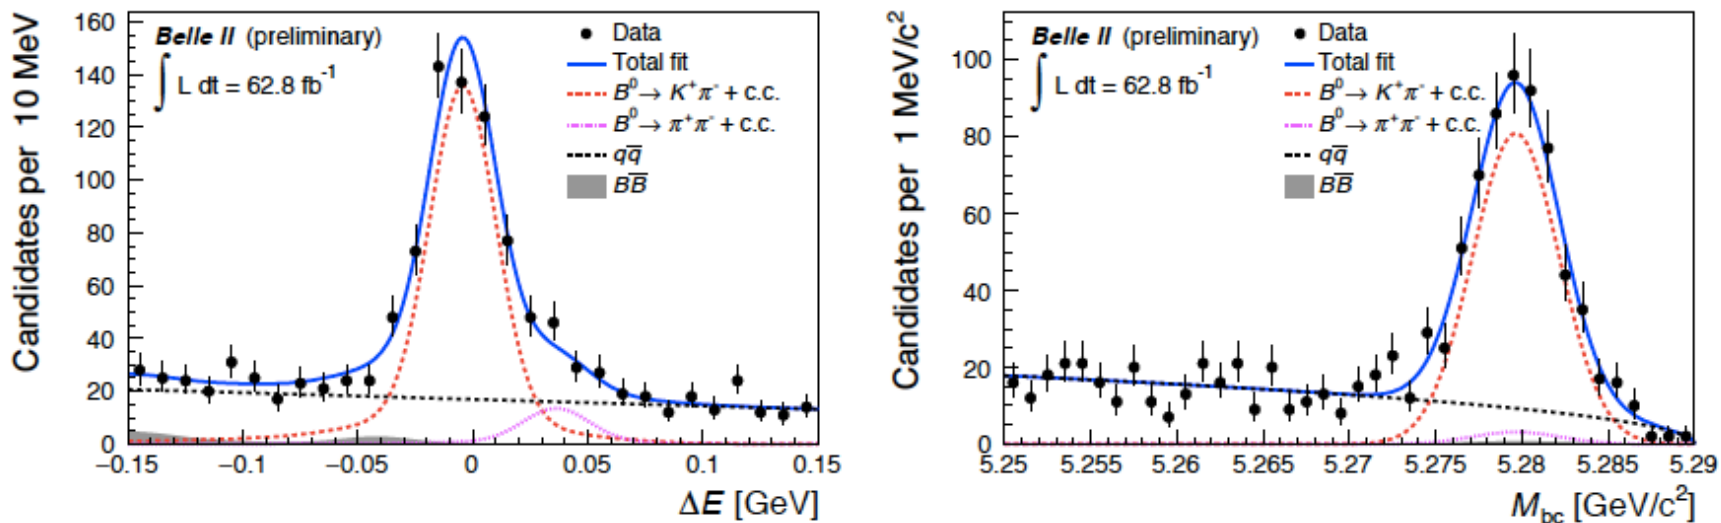 Candidates per 10 MeV
160
140
120
100
80
60
40
20
0
Belle II (preliminary)
∫ L dt = 62.8 fb⁻¹
Data
Total fit
B⁰→ K⁺π⁻ + c.c.
B⁰→ π⁺π⁻ + c.c.
qq̅
BB̅
−0.15 −0.1 −0.05 0 0.05 0.1 0.15
ΔE [GeV]
Candidates per 1 MeV/c²
100
80
60
40
20
0
Belle II (preliminary)
∫ L dt = 62.8 fb⁻¹
Data
Total fit
B⁰→ K⁺π⁻ + c.c.
B⁰→ π⁺π⁻ + c.c.
qq̅
BB̅
5.25 5.255 5.26 5.265 5.27 5.275 5.28 5.285 5.29
M_bc [GeV/c²]